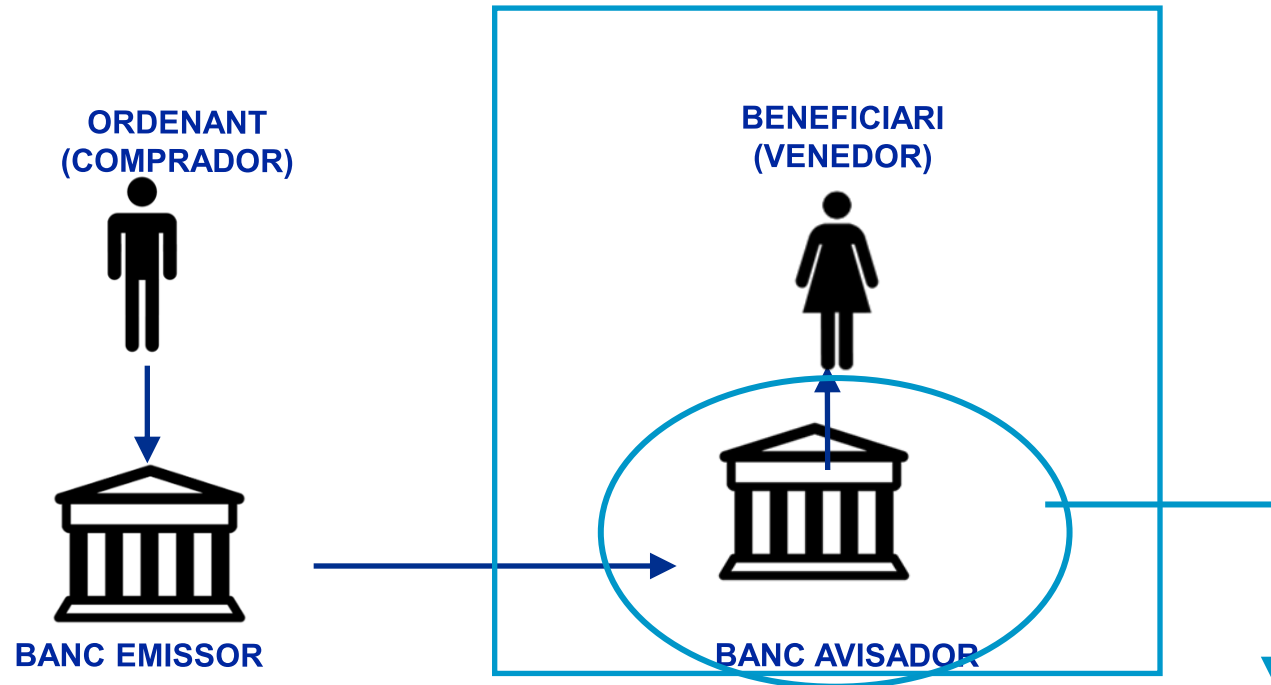 ORDENANT
(COMPRADOR)
BENEFICIARI
(VENEDOR)
BANC EMISSOR
BANC AVISADOR